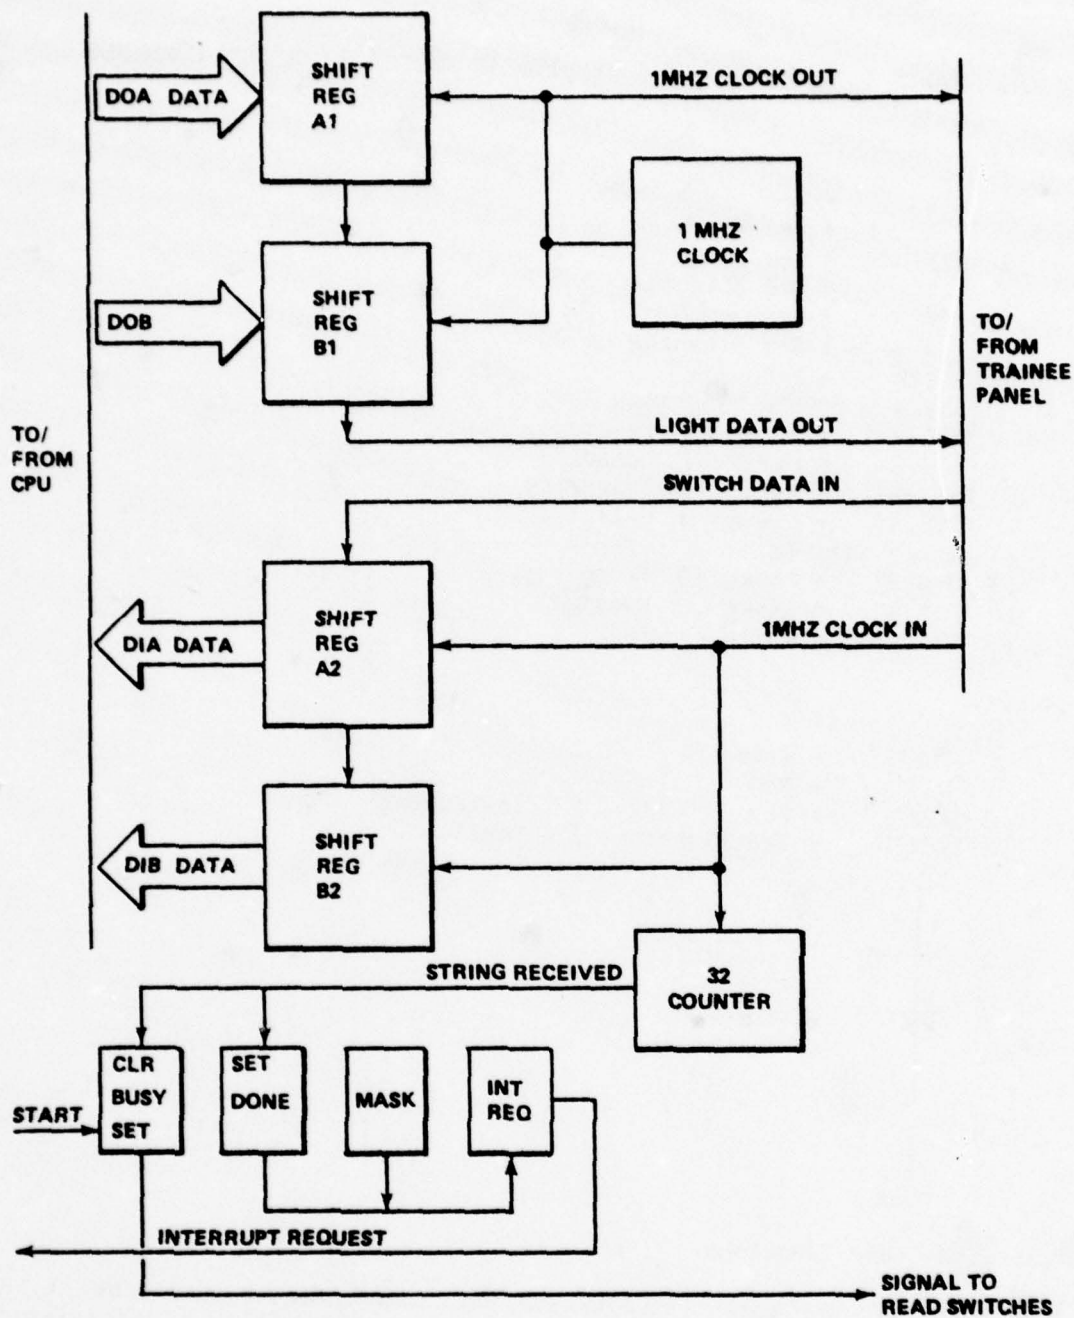 SHIFT
REG
A1
DOA DATA
1MHZ CLOCK OUT
1 MHZ
CLOCK
SHIFT
REG
B1
DOB
TO/
FROM
TRAINEE
PANEL
LIGHT DATA OUT
TO/
FROM
CPU
SWITCH DATA IN
SHIFT
REG
A2
DIA DATA
1MHZ CLOCK IN
SHIFT
REG
B2
DIB DATA
STRING RECEIVED
32
COUNTER
CLR
BUSY
SET
START
SET
DONE
MASK
INT
REQ
INTERRUPT REQUEST
SIGNAL TO
READ SWITCHES